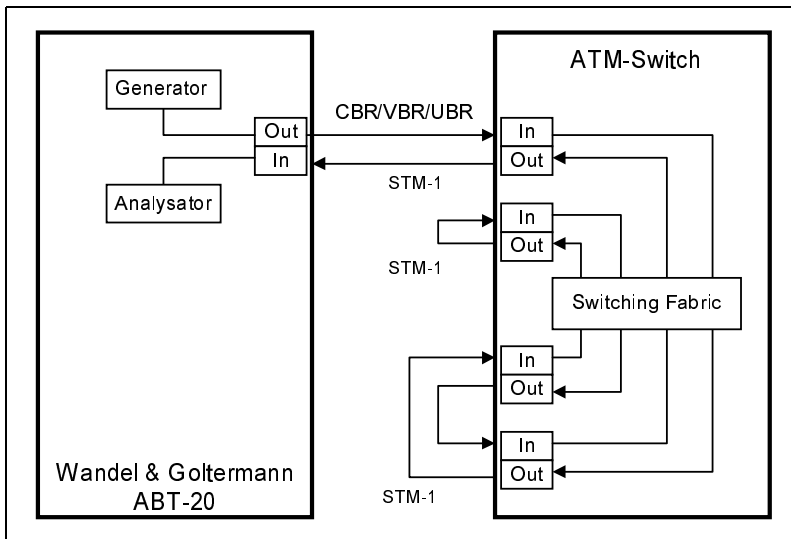 Generator
Analysator
Out
In
Wandel & Goltermann
ABT-20
CBR/VBR/UBR
STM-1
STM-1
STM-1
ATM-Switch
In
Out
In
Out
Switching Fabric
In
Out
In
Out